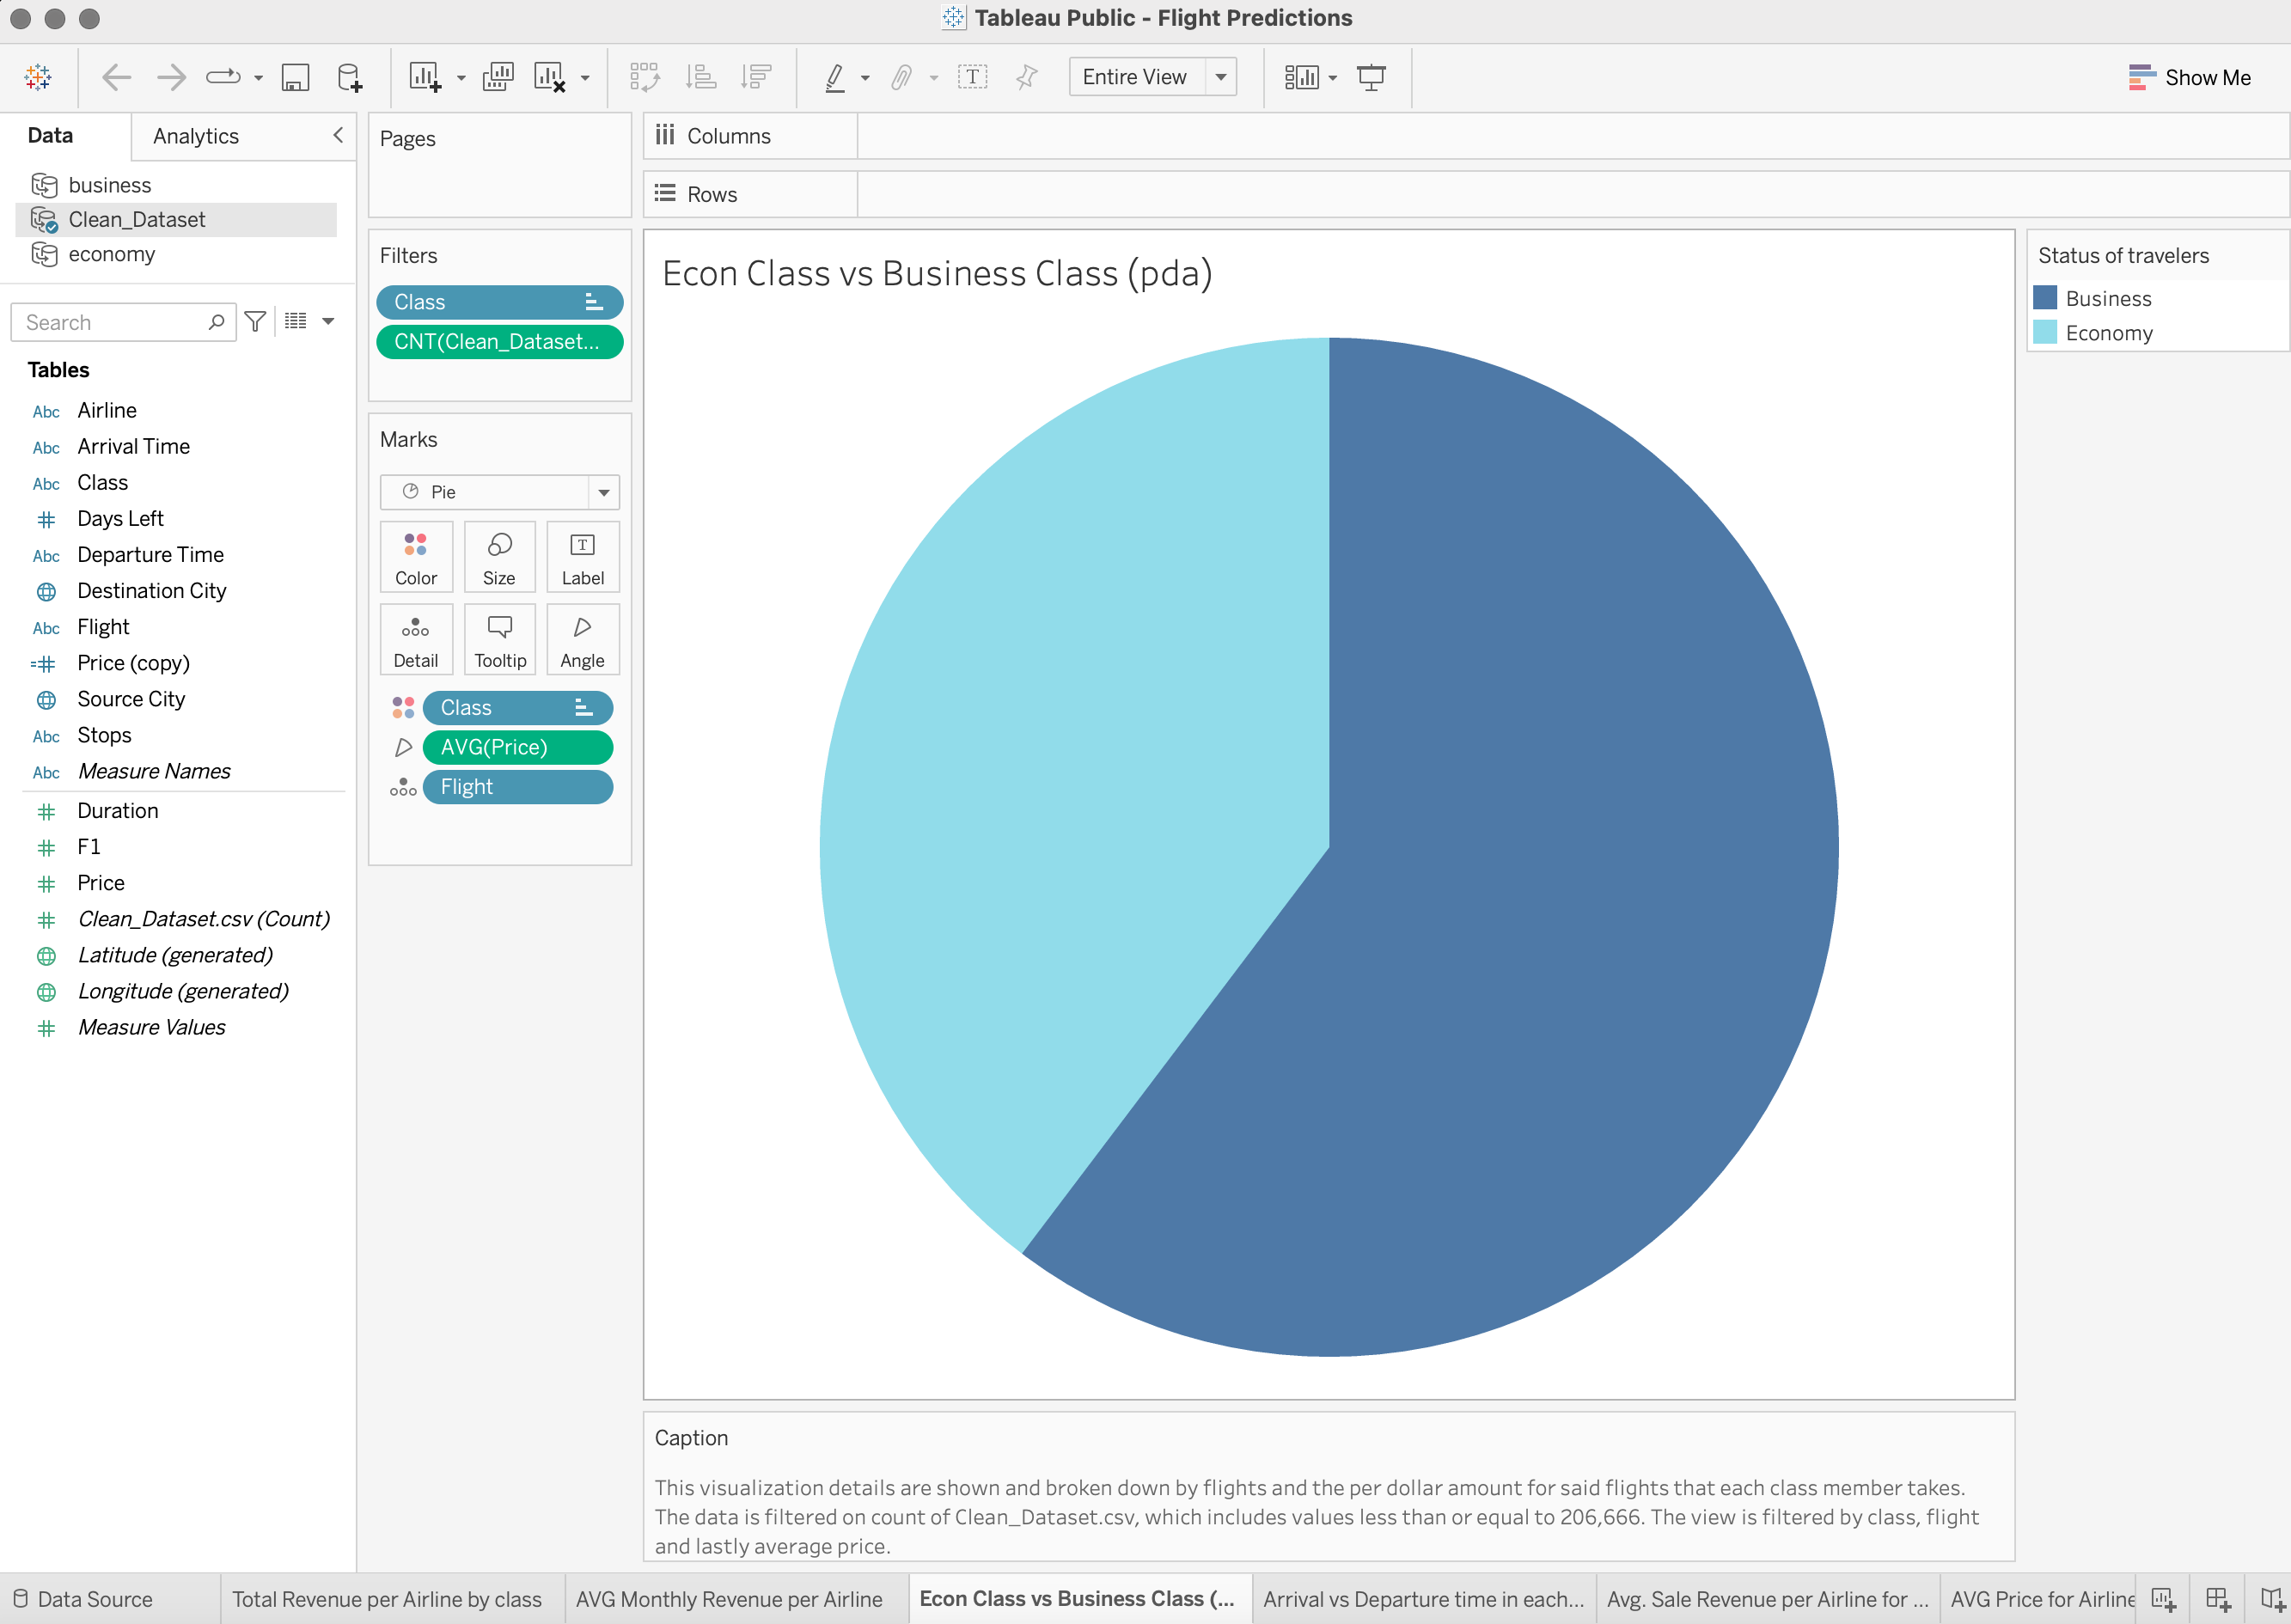 Tableau Public - Flight Predictions
Entire View
Show Me
Data
Analytics
business
Clean_Dataset
economy
Search
Tables
Abc Airline
Abc Arrival Time
Abc Class
Days Left
Abc Departure Time
Destination City
Abc Flight
Price (copy)
Source City
Abc Stops
Abc Measure Names
Duration
F1
Price
Clean_Dataset.csv (Count)
Latitude (generated)
Longitude (generated)
Measure Values
Pages
Filters
Class
CNT(Clean_Dataset...
Marks
Pie
Color Size Label
Detail Tooltip Angle
Class
AVG(Price)
Flight
Columns
Rows
Econ Class vs Business Class (pda)
Status of travelers
Business
Economy
Caption
This visualization details are shown and broken down by flights and the per dollar amount for said flights that each class member takes.
The data is filtered on count of Clean_Dataset.csv, which includes values less than or equal to 206,666. The view is filtered by class, flight
and lastly average price.
Data Source
Total Revenue per Airline by class
AVG Monthly Revenue per Airline
Econ Class vs Business Class (...
Arrival vs Departure time in each...
Avg. Sale Revenue per Airline for ...
AVG Price for Airline